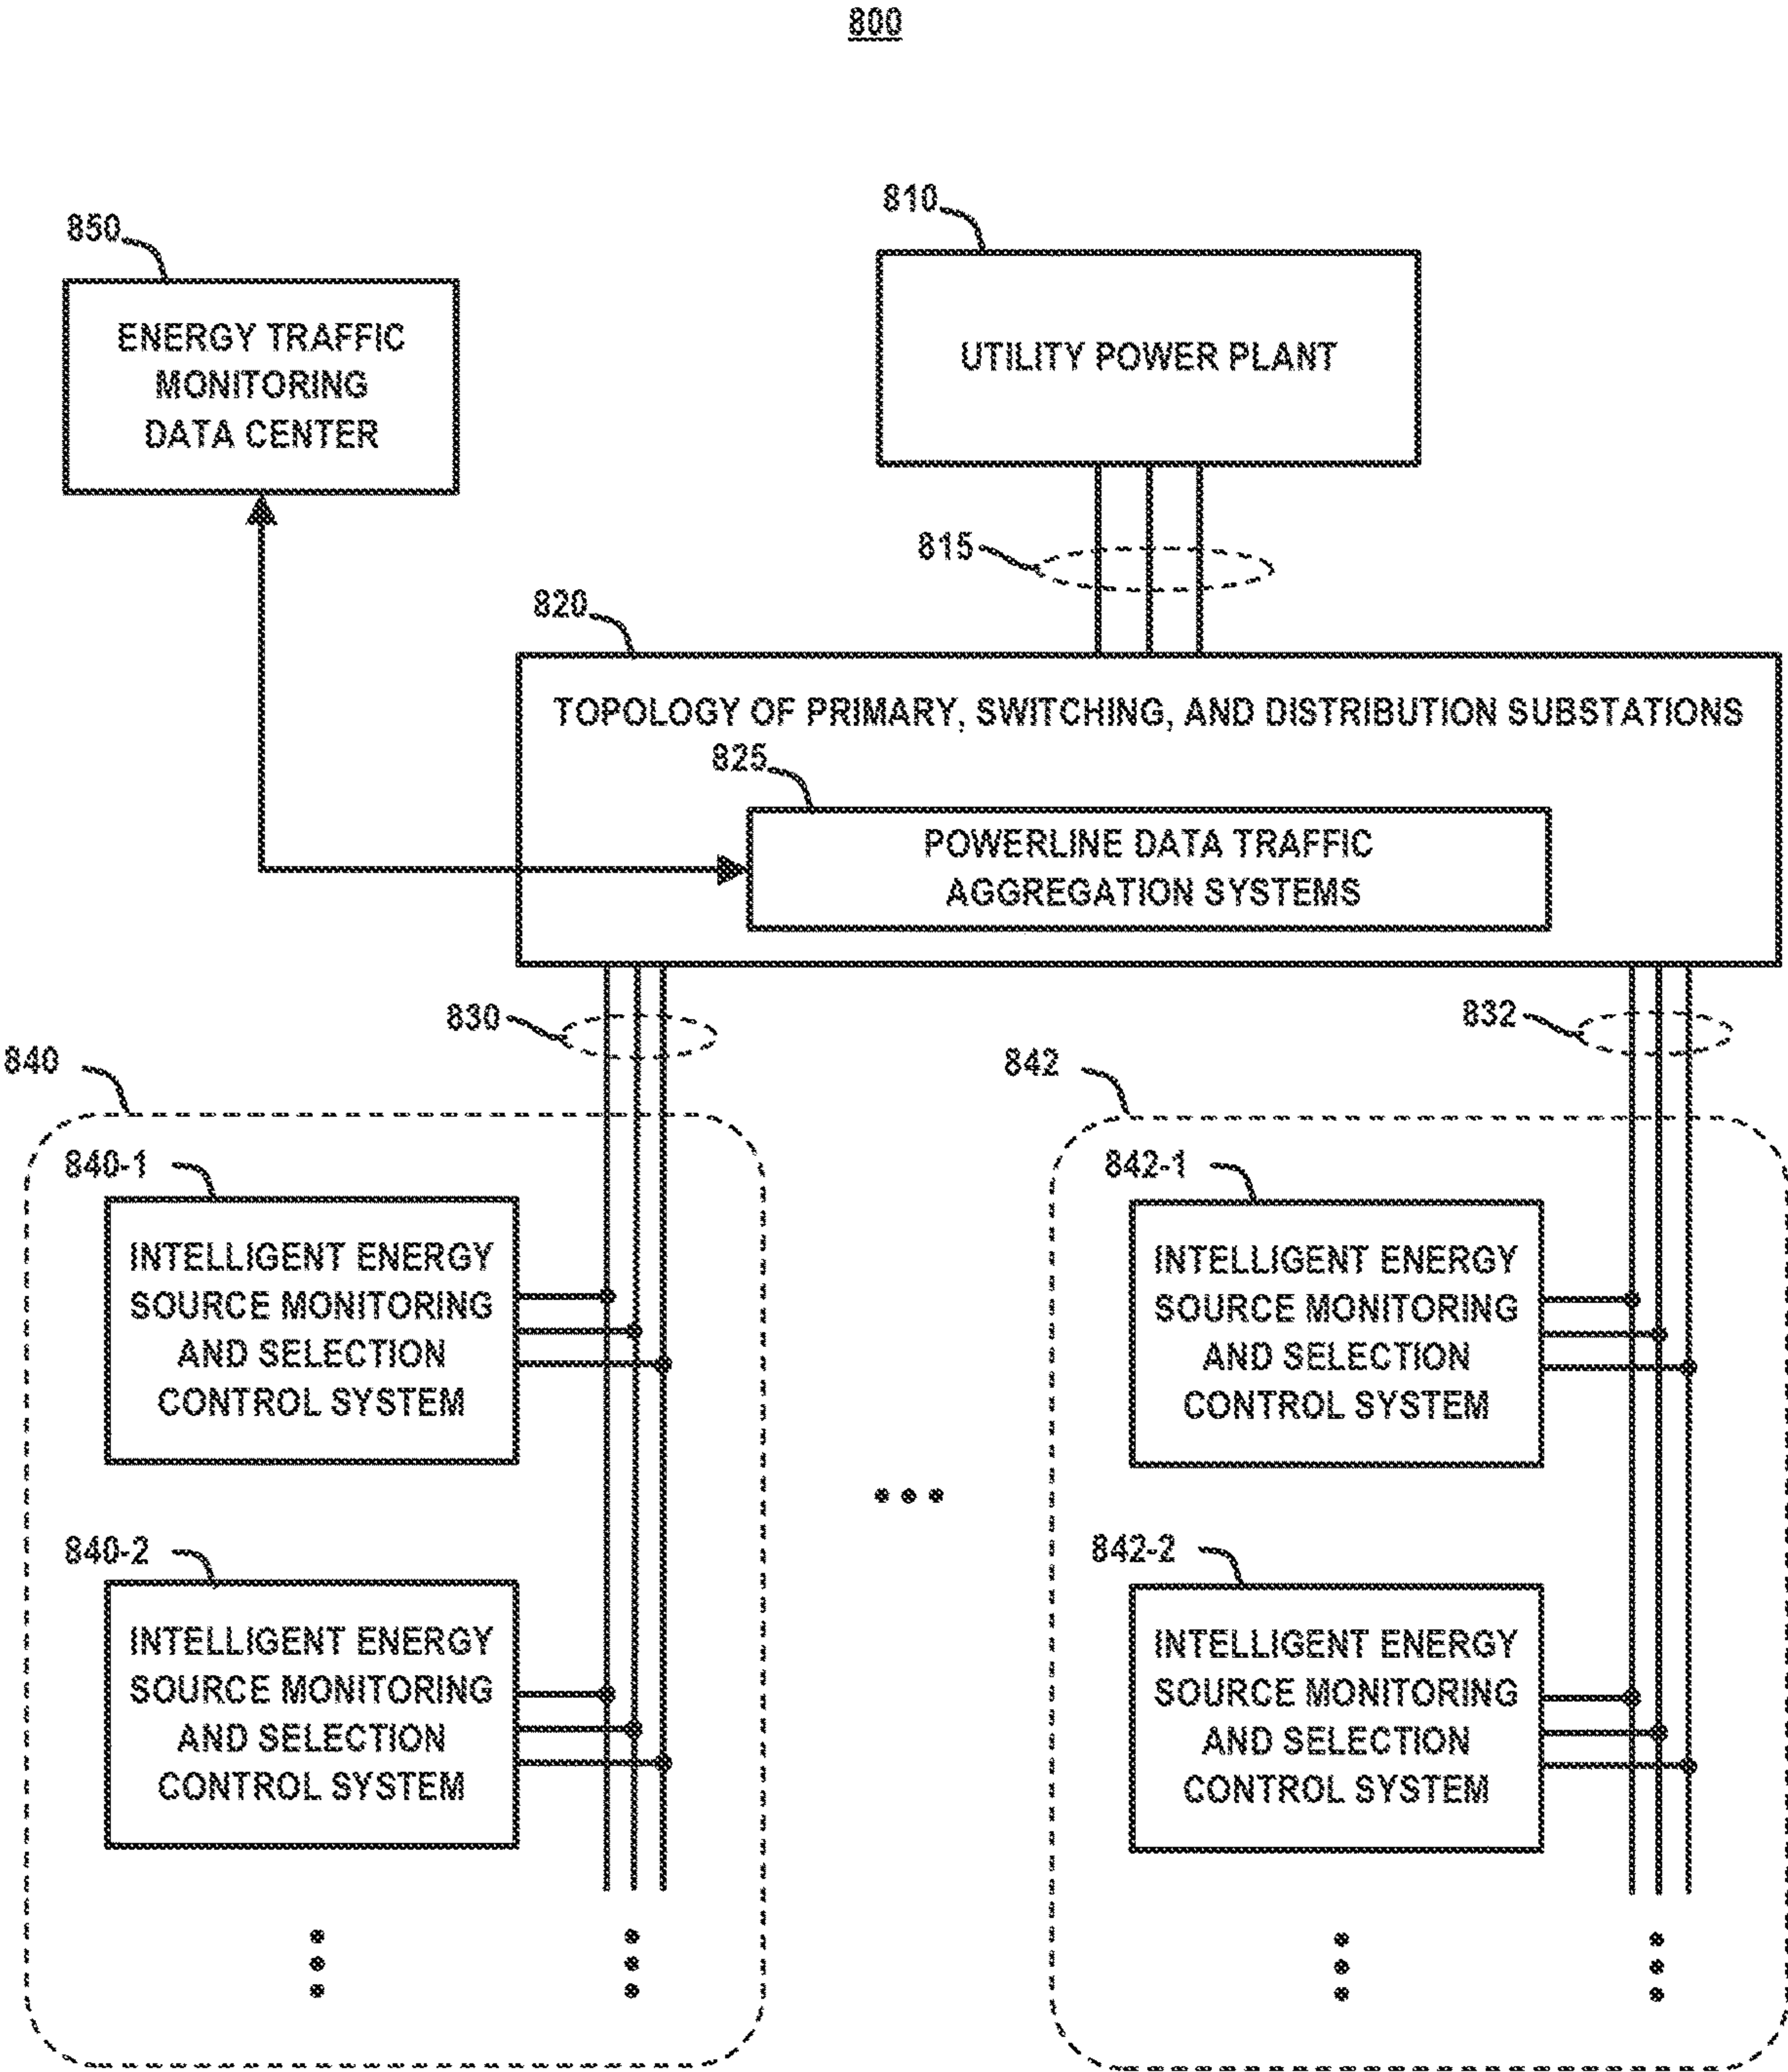 800
850
810
ENERGY TRAFFIC
MONITORING
DATA CENTER
UTILITY POWER PLANT
815
820
TOPOLOGY OF PRIMARY, SWITCHING, AND DISTRIBUTION SUBSTATIONS
825
POWERLINE DATA TRAFFIC
AGGREGATION SYSTEMS
830
832
840
842
840-1
INTELLIGENT ENERGY
SOURCE MONITORING
AND SELECTION
CONTROL SYSTEM
842-1
INTELLIGENT ENERGY
SOURCE MONITORING
AND SELECTION
CONTROL SYSTEM
840-2
INTELLIGENT ENERGY
SOURCE MONITORING
AND SELECTION
CONTROL SYSTEM
842-2
INTELLIGENT ENERGY
SOURCE MONITORING
AND SELECTION
CONTROL SYSTEM